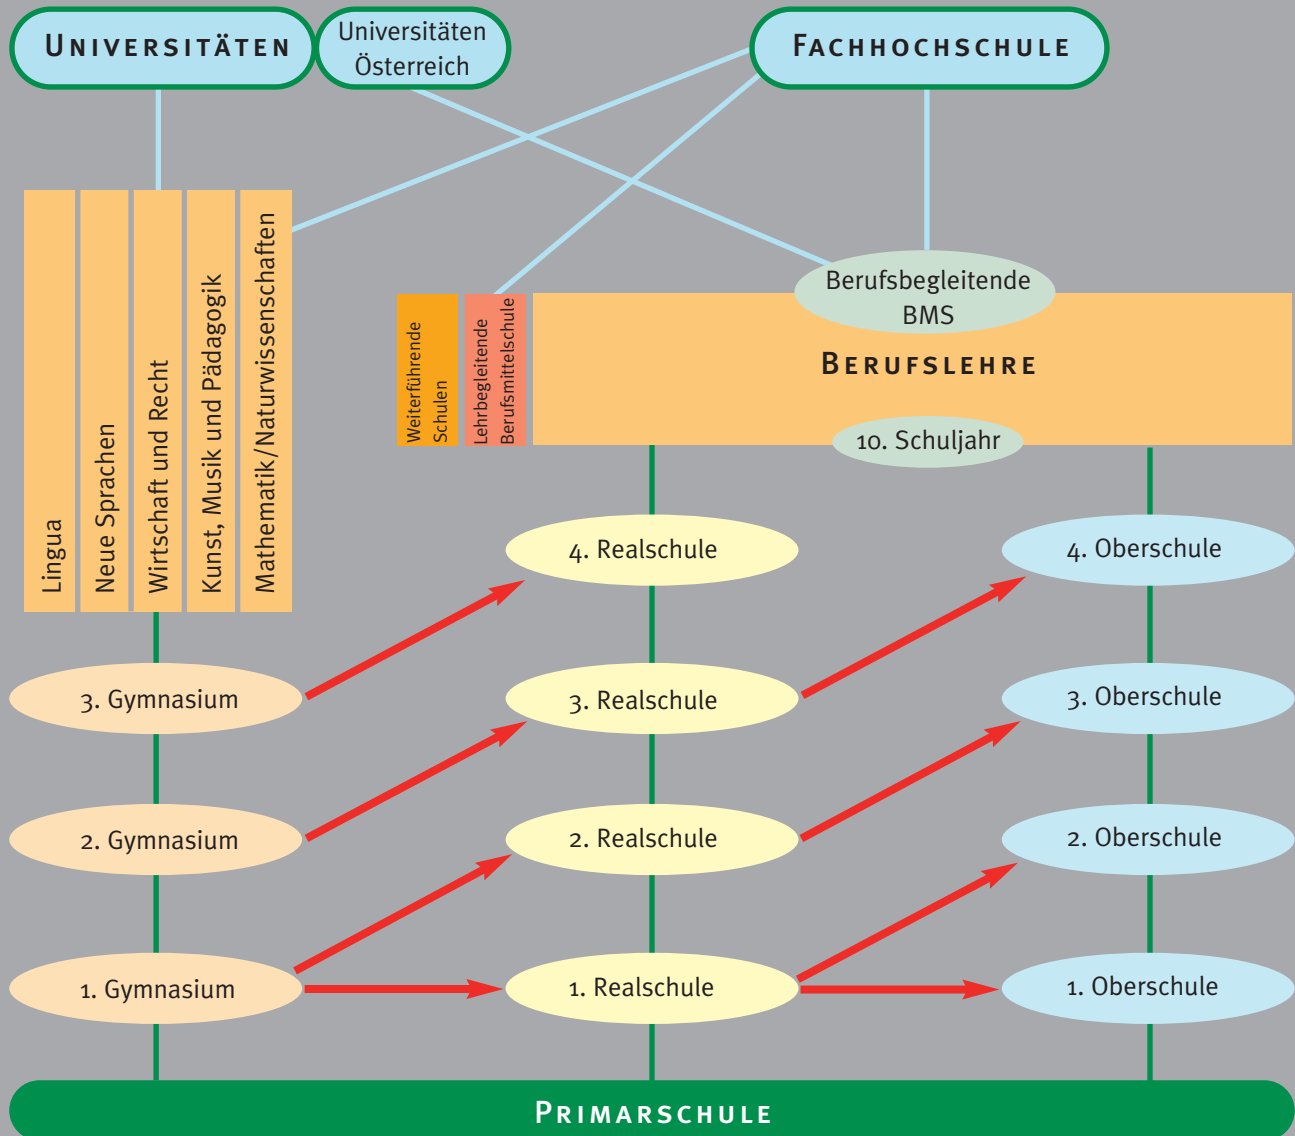 UNIVERSITÄTEN
Universitäten
Österreich
FACHHOCHSCHULE
Lingua
Neue Sprachen
Wirtschaft und Recht
Kunst, Musik und Pädagogik
Mathematik/Naturwissenschaften
Weiterführende
Schulen
Lehrbegleitende
Berufsmittelschule
Berufsbegleitende
BMS
BERUFSLEHRE
10. Schuljahr
4. Realschule
4. Oberschule
3. Gymnasium
3. Realschule
3. Oberschule
2. Gymnasium
2. Realschule
2. Oberschule
1. Gymnasium
1. Realschule
1. Oberschule
PRIMARSCHULE